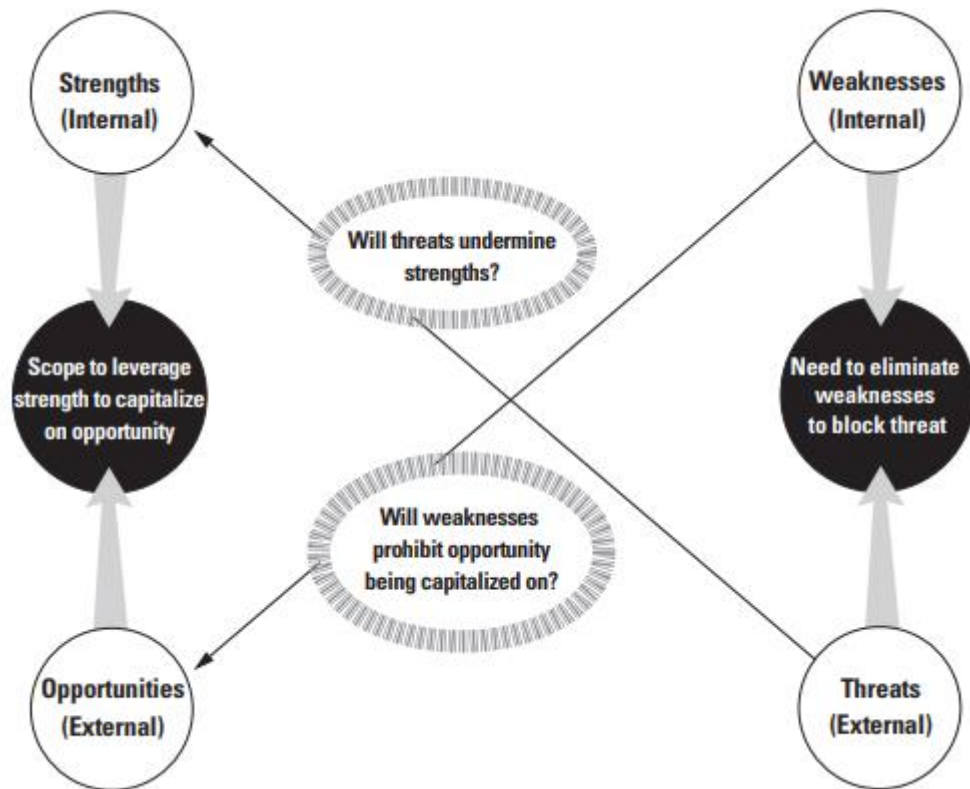 Strengths
(Internal)
Weaknesses
(Internal)
Will threats undermine
strengths?
Scope to leverage
strength to capitalize
on opportunity
Need to eliminate
weaknesses
to block threat
Will weaknesses
prohibit opportunity
being capitalized on?
Opportunities
(External)
Threats
(External)